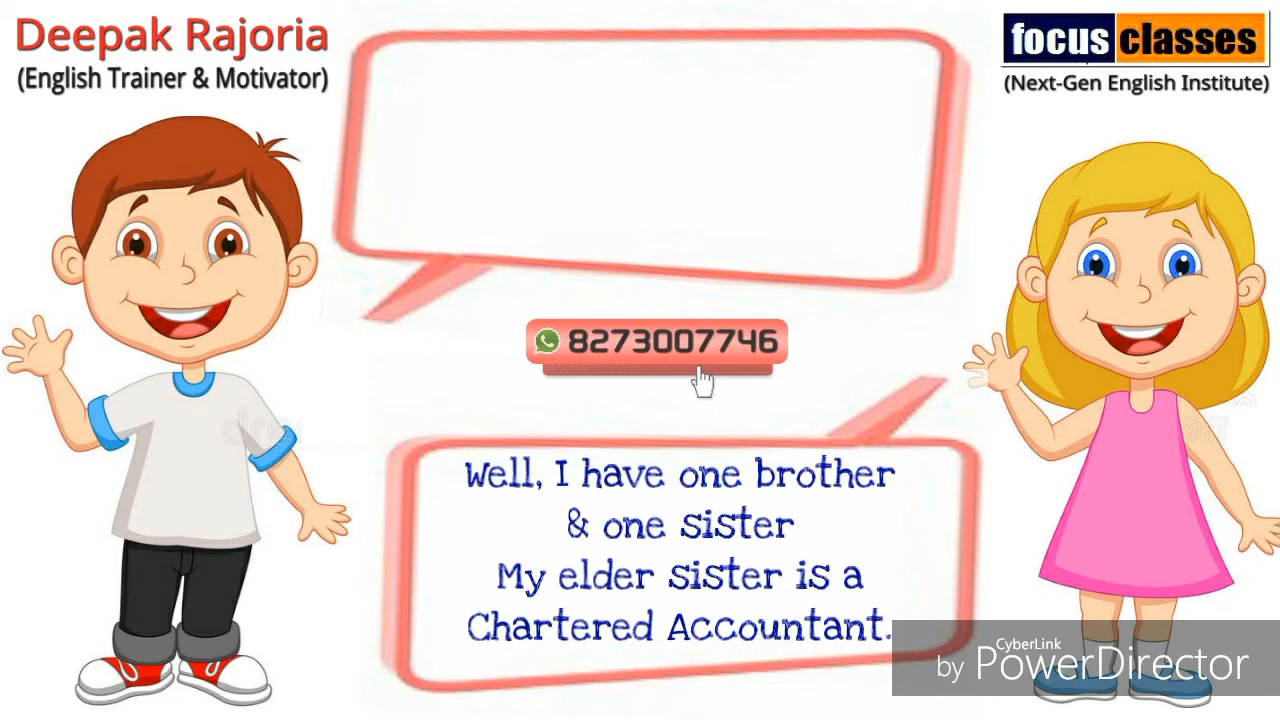 Deepak Rajoria
(English Trainer & Motivator)
focus classes
(Next-Gen English Institute)
8273007746
Well, I have one brother
& one sister
My elder sister is a
Chartered Accountant.
CyberLink
by PowerDirector